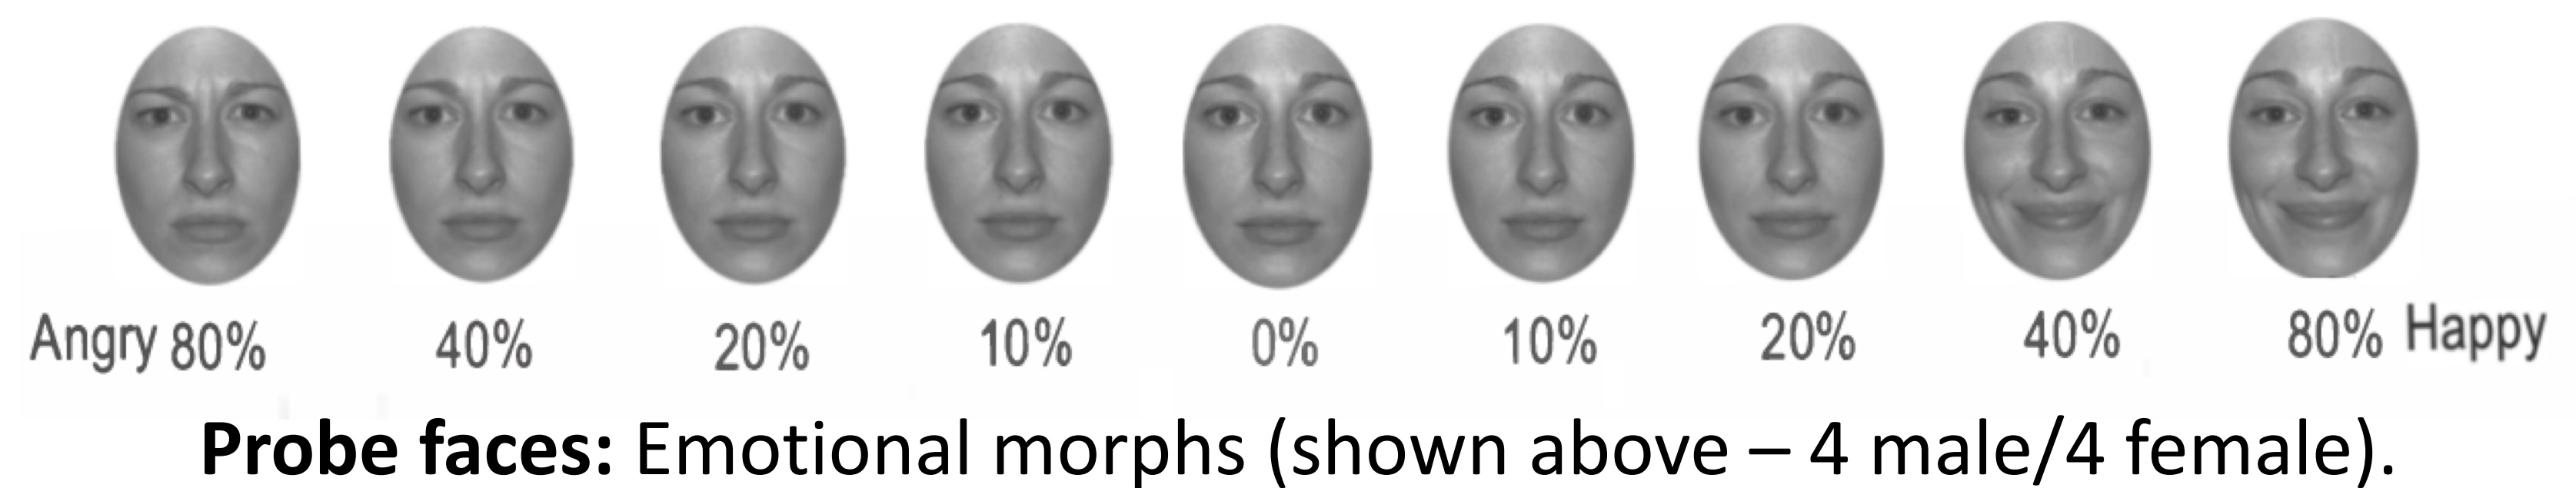 Angry 80% 40% 20% 10% 0% 10% 20% 40% 80% Happy
Probe faces: Emotional morphs (shown above – 4 male/4 female).